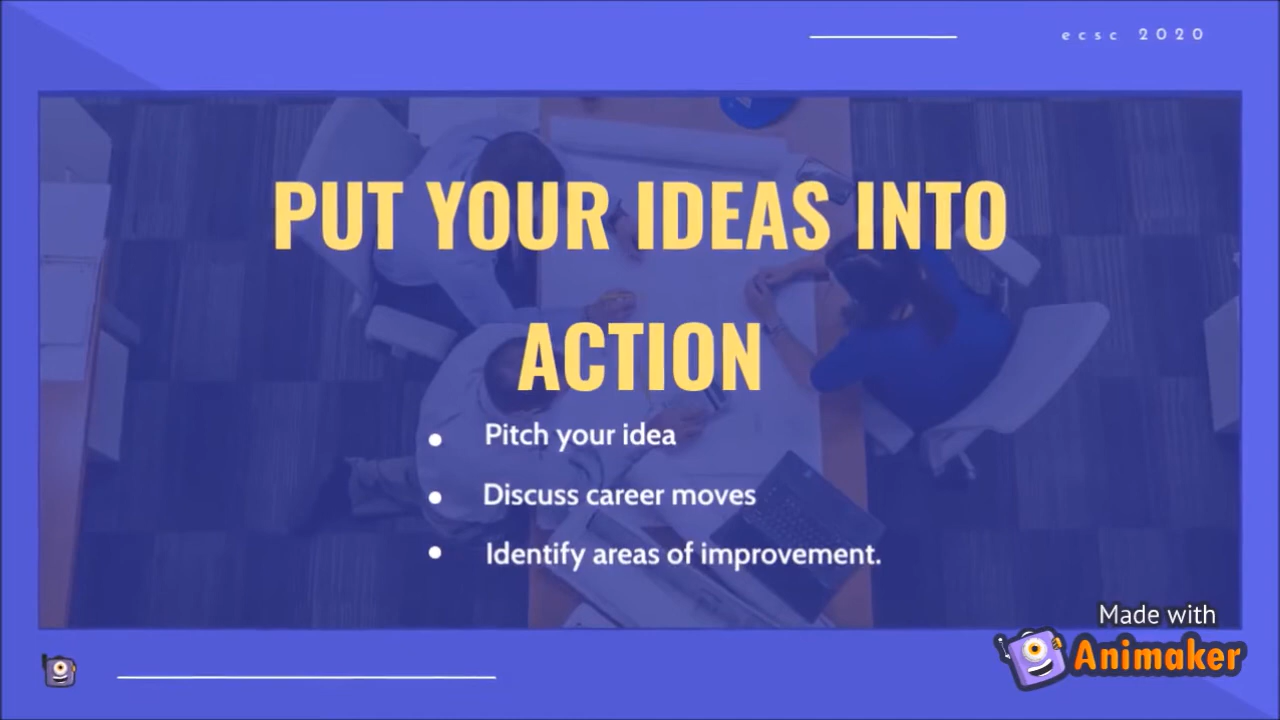 ecsc 2020
PUT YOUR IDEAS INTO
ACTION
Pitch your idea
Discuss career moves
Identify areas of improvement.
Made with
Animaker